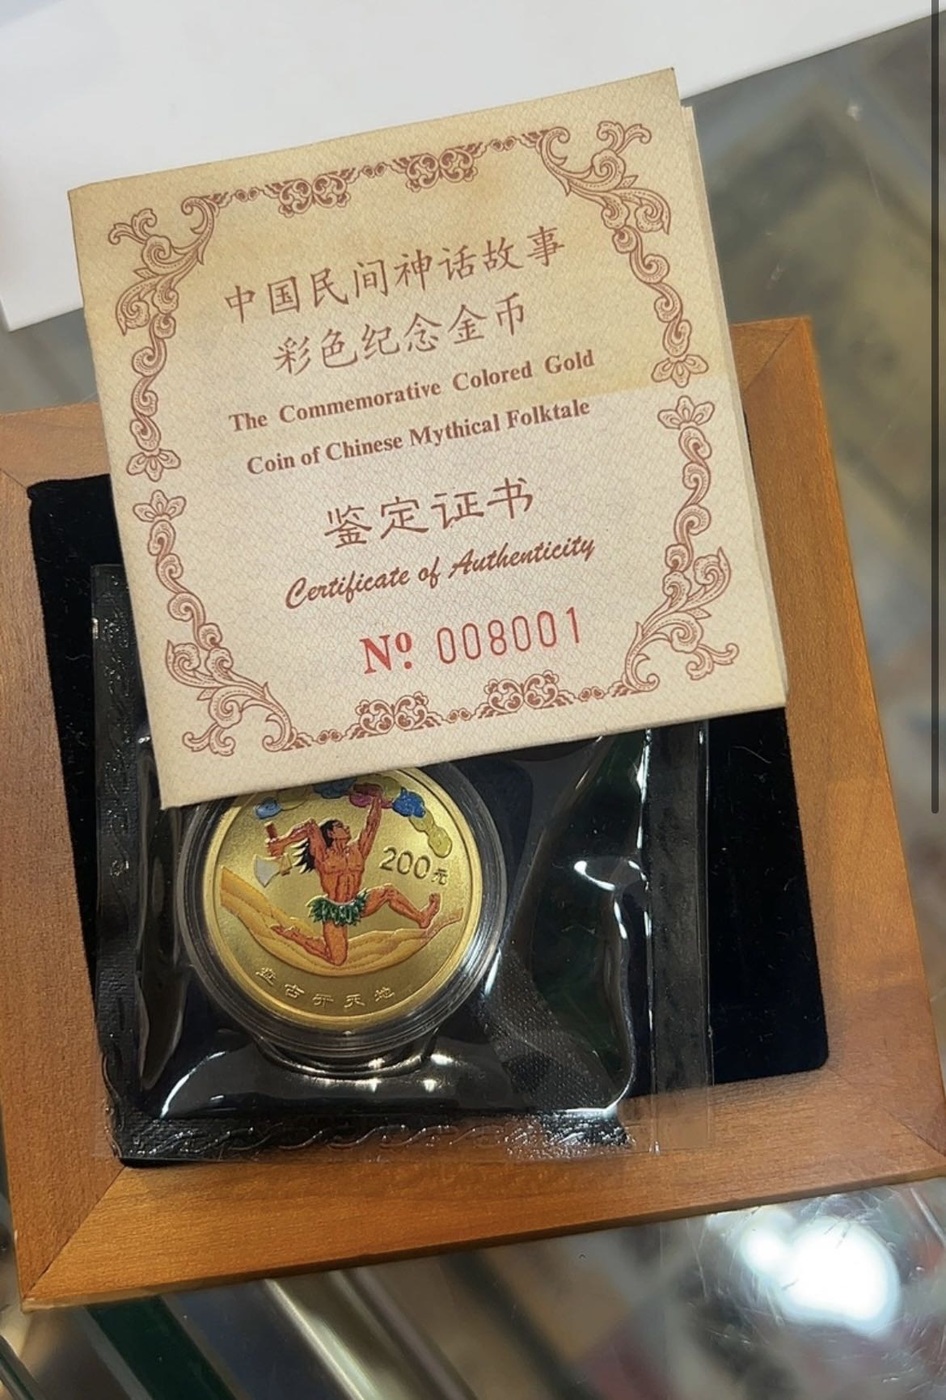 中国民间神话故事
彩色纪念金币
The Commemorative Colored Gold
Coin of Chinese Mythical Folktale
鉴定证书
Certificate of Authenticity
Nº 008001
200元
盘古开天地